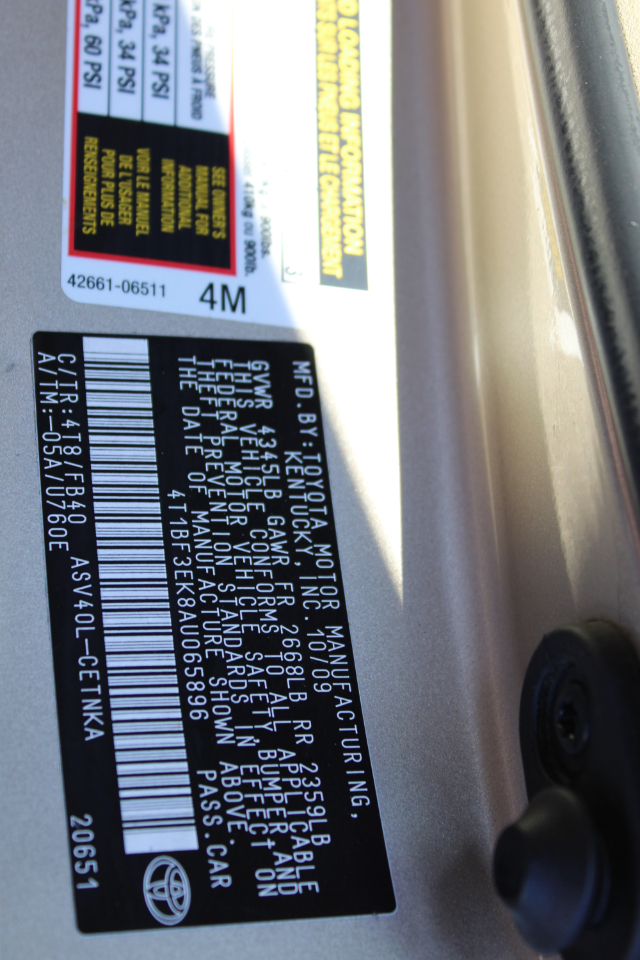 D LOADING INFORMATION
kPa, 34 PSI
kPa, 34 PSI
kPa, 60 PSI
SEE OWNER'S
MANUAL FOR
ADDITIONAL
INFORMATION
VOIR LE MANUEL
DE L'USAGER
POUR PLUS DE
RENSEIGNEMENTS
42661-06511
4M
MFD.BY:TOYOTA MOTOR MANUFACTURING,
KENTUCKY,INC. 10/09
GVWR 4345LB GAWR FR 2668LB RR 2359LB
THIS VEHICLE CONFORMS TO ALL APPLICABLE
FEDERAL MOTOR VEHICLE SAFETY,BUMPER,AND
THEFT PREVENTION STANDARDS IN EFFECT ON
THE DATE OF MANUFACTURE SHOWN ABOVE.
4T1BF3EK8AU065896 PASS.CAR
C/TR:4T8/FB40 ASV40L-CETNKA 20651
A/TM:-05A/U760E